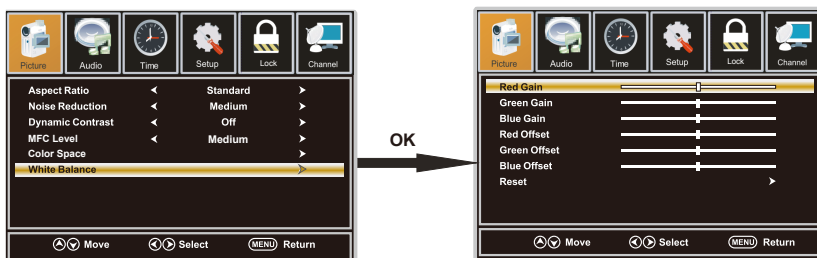 Picture Audio Time Setup Lock Channel
Aspect Ratio Standard
Noise Reduction Medium
Dynamic Contrast Off
MFC Level Medium
Color Space
White Balance
Move Select MENU Return
OK
Picture Audio Time Setup Lock Channel
Red Gain
Green Gain
Blue Gain
Red Offset
Green Offset
Blue Offset
Reset
Move Select MENU Return